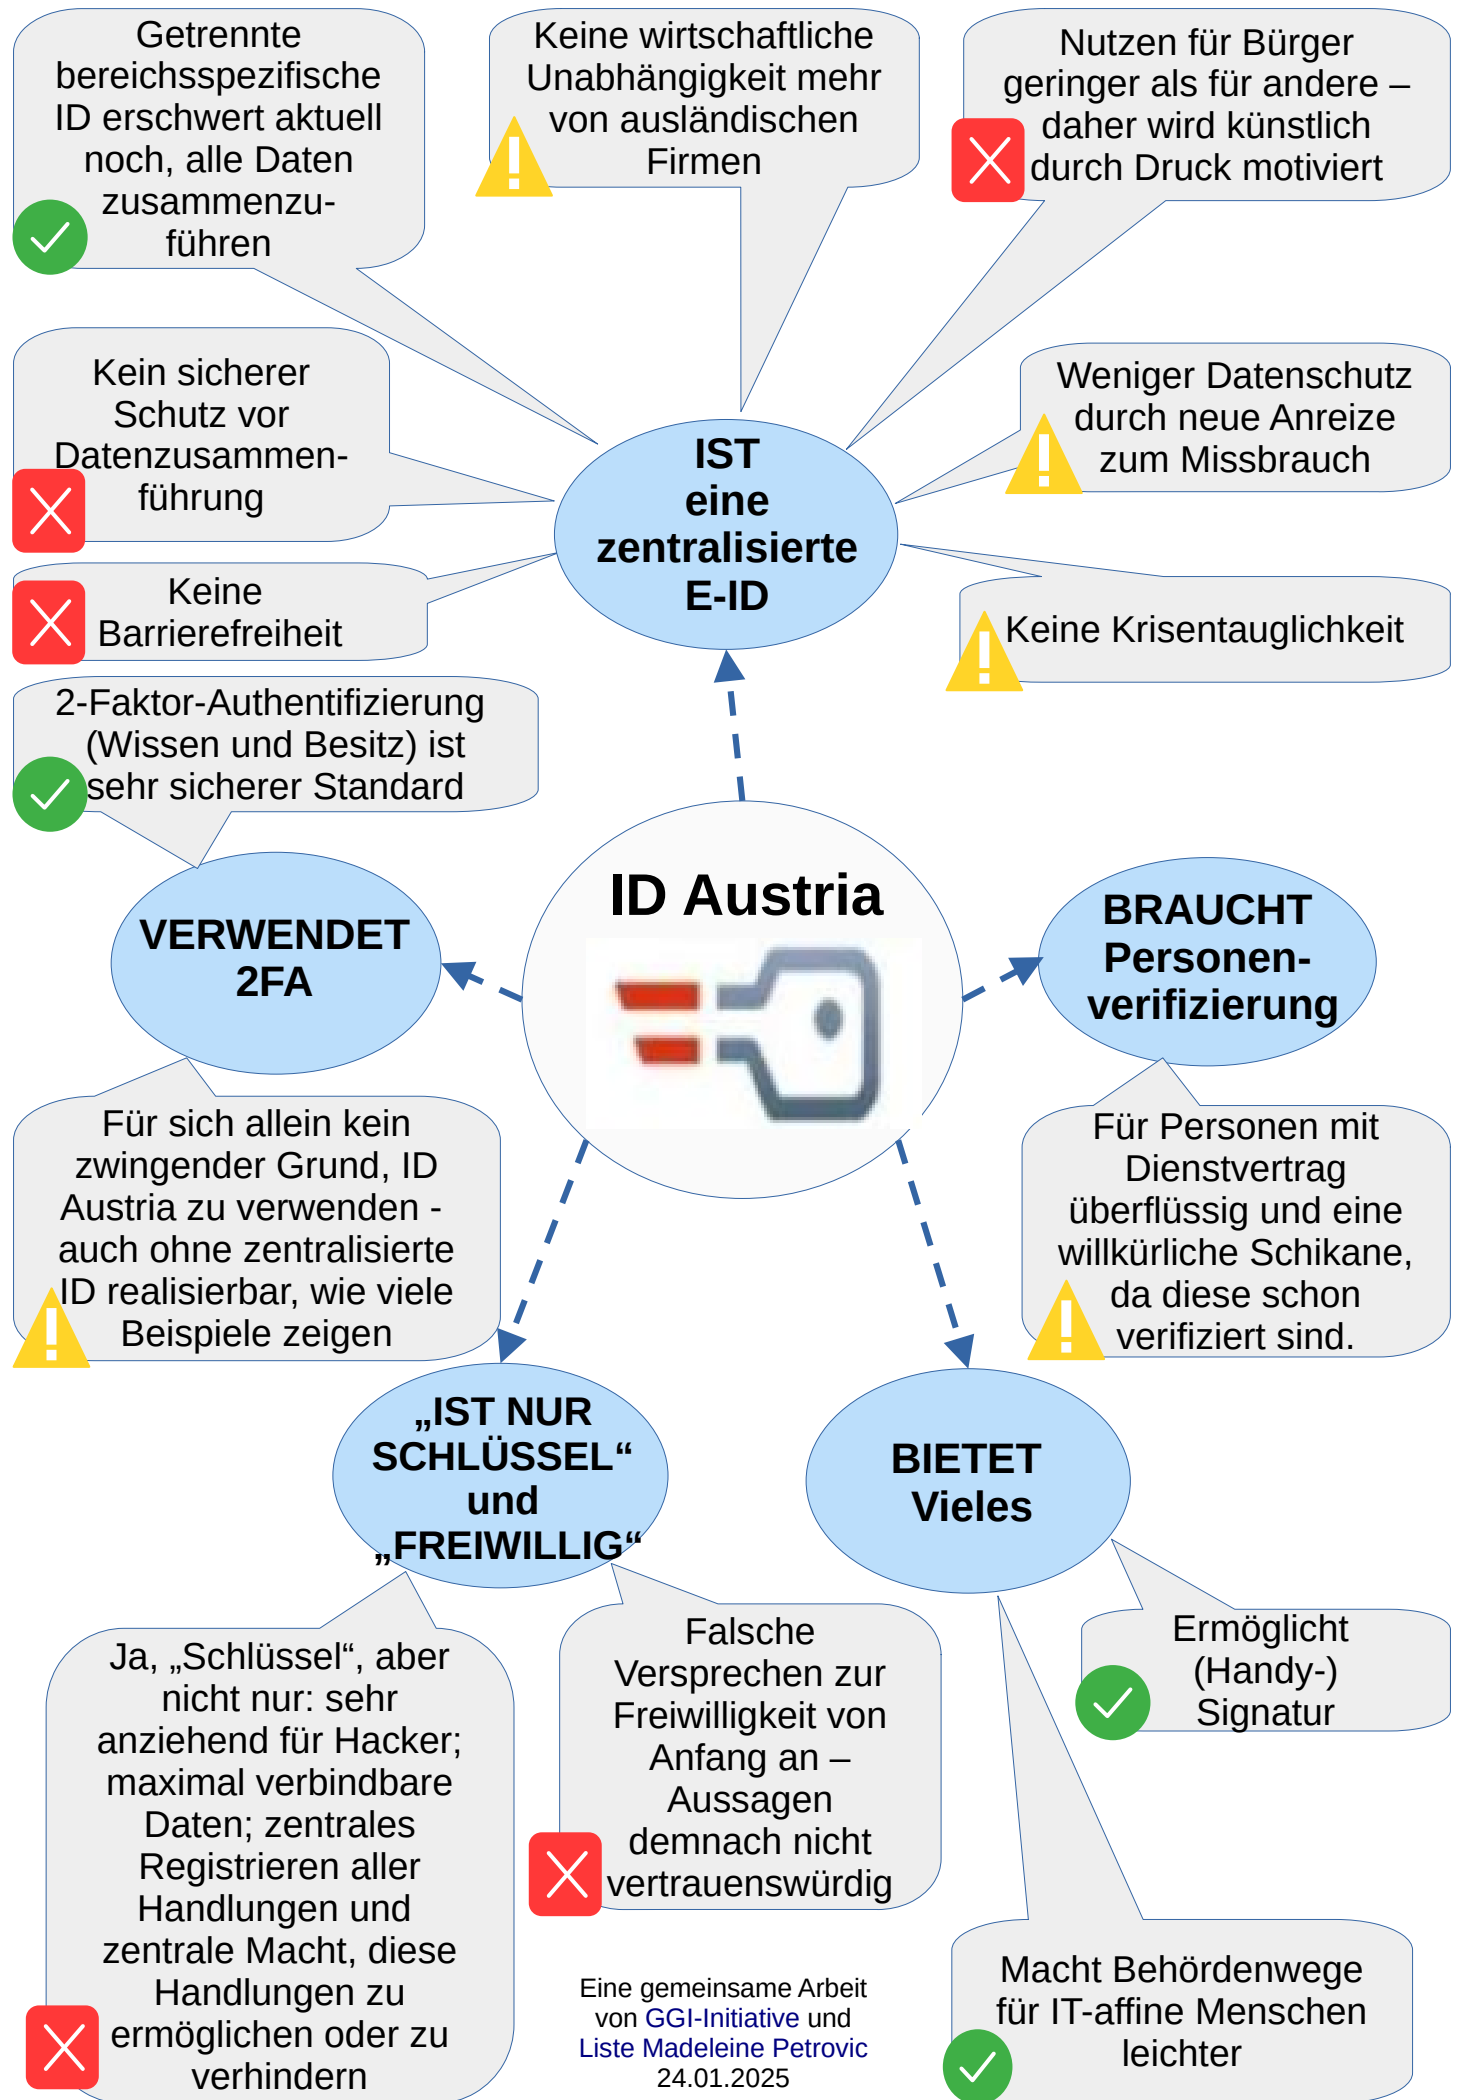 Getrennte
bereichsspezifische
ID erschwert aktuell
noch, alle Daten
zusammenzu-
führen
Keine wirtschaftliche
Unabhängigkeit mehr
von ausländischen
Firmen
Nutzen für Bürger
geringer als für andere –
daher wird künstlich
durch Druck motiviert
Kein sicherer
Schutz vor
Datenzusammen-
führung
Weniger Datenschutz
durch neue Anreize
zum Missbrauch
IST
eine
zentralisierte
E-ID
Keine
Barrierefreiheit
Keine Krisentauglichkeit
2-Faktor-Authentifizierung
(Wissen und Besitz) ist
sehr sicherer Standard
ID Austria
VERWENDET
2FA
BRAUCHT
Personen-
verifizierung
Für sich allein kein
zwingender Grund, ID
Austria zu verwenden -
auch ohne zentralisierte
ID realisierbar, wie viele
Beispiele zeigen
Für Personen mit
Dienstvertrag
überflüssig und eine
willkürliche Schikane,
da diese schon
verifiziert sind.
„IST NUR
SCHLÜSSEL“
und
„FREIWILLIG“
BIETET
Vieles
Ja, „Schlüssel“, aber
nicht nur: sehr
anziehend für Hacker;
maximal verbindbare
Daten; zentrales
Registrieren aller
Handlungen und
zentrale Macht, diese
Handlungen zu
ermöglichen oder zu
verhindern
Falsche
Versprechen zur
Freiwilligkeit von
Anfang an –
Aussagen
demnach nicht
vertrauenswürdig
Ermöglicht
(Handy-)
Signatur
Macht Behördenwege
für IT-affine Menschen
leichter
Eine gemeinsame Arbeit
von GGI-Initiative und
Liste Madeleine Petrovic
24.01.2025